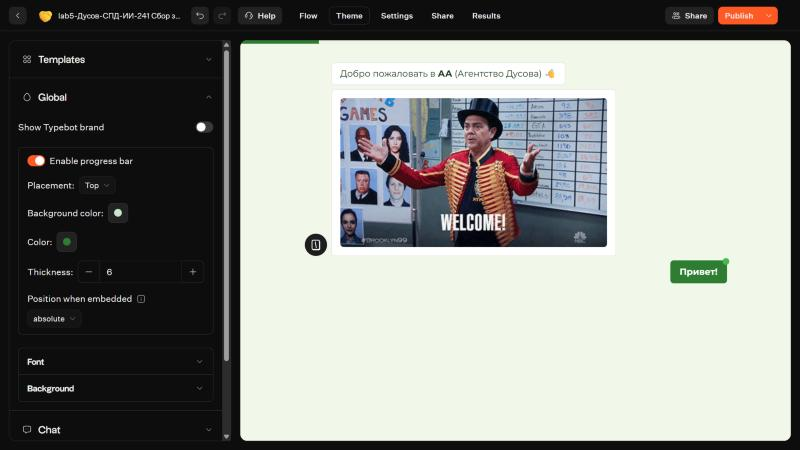 lab5-Дусов-СПД-ИИ-241 Сбор з...
Help
Flow
Theme
Settings
Share
Results
Share
Publish
Templates
Global
Show Typebot brand
Enable progress bar
Placement: Top
Background color:
Color:
Thickness: 6
Position when embedded
absolute
Font
Background
Chat
Добро пожаловать в АА (Агентство Дусова)
GAMES
WELCOME!
#BROOKLYN99
NBC
Привет!